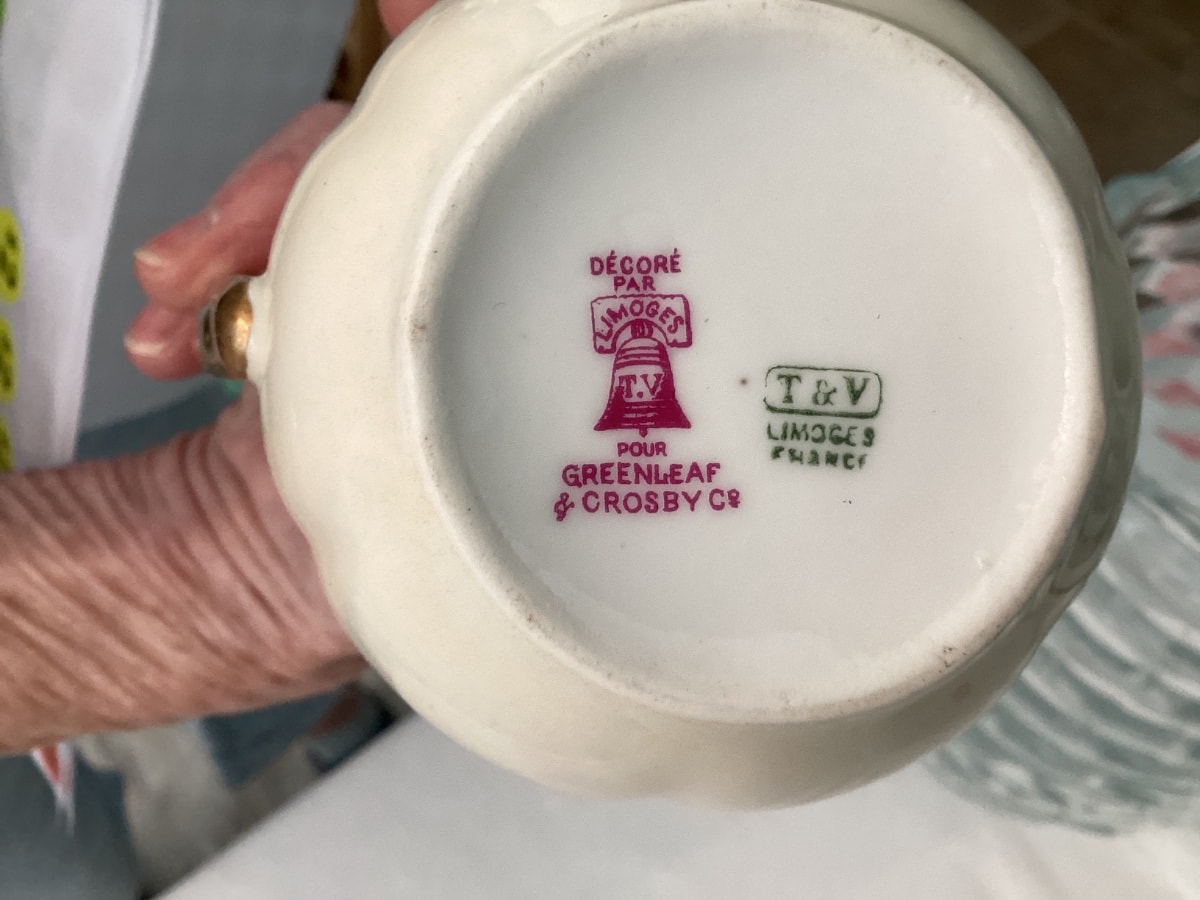 DÉCORÉ
PAR
LIMOGES
T.V
POUR
GREENLEAF
& CROSBY Cº
T & V
LIMOGES
FRANCE